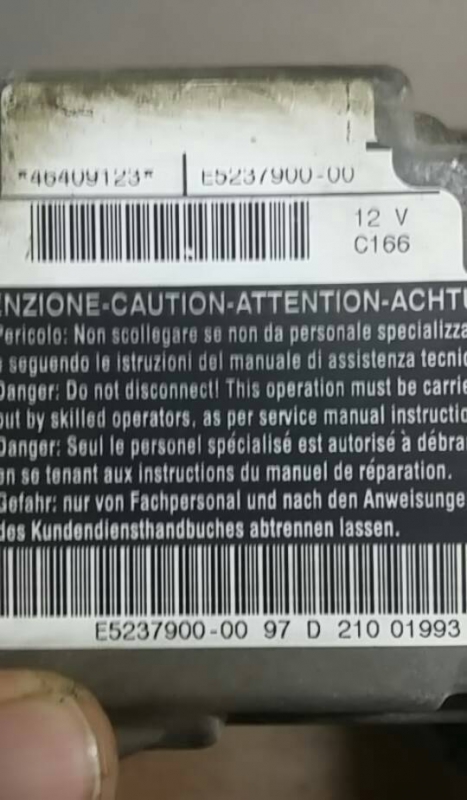 *46409123* E5237900-00
12 V
C166
ENZIONE-CAUTION-ATTENTION-ACHTU
Pericolo: Non scollegare se non da personale specializza
e seguendo le istruzioni del manuale di assistenza tecnic
Danger: Do not disconnect! This operation must be carrie
out by skilled operators, as per service manual instructio
Danger: Seul le personel spécialisé est autorisé à débra
en se tenant aux instructions du manuel de réparation.
Gefahr: nur von Fachpersonal und nach den Anweisunge
des Kundendiensthandbuches abtrennen lassen.
E5237900-00 97 D 210 01993